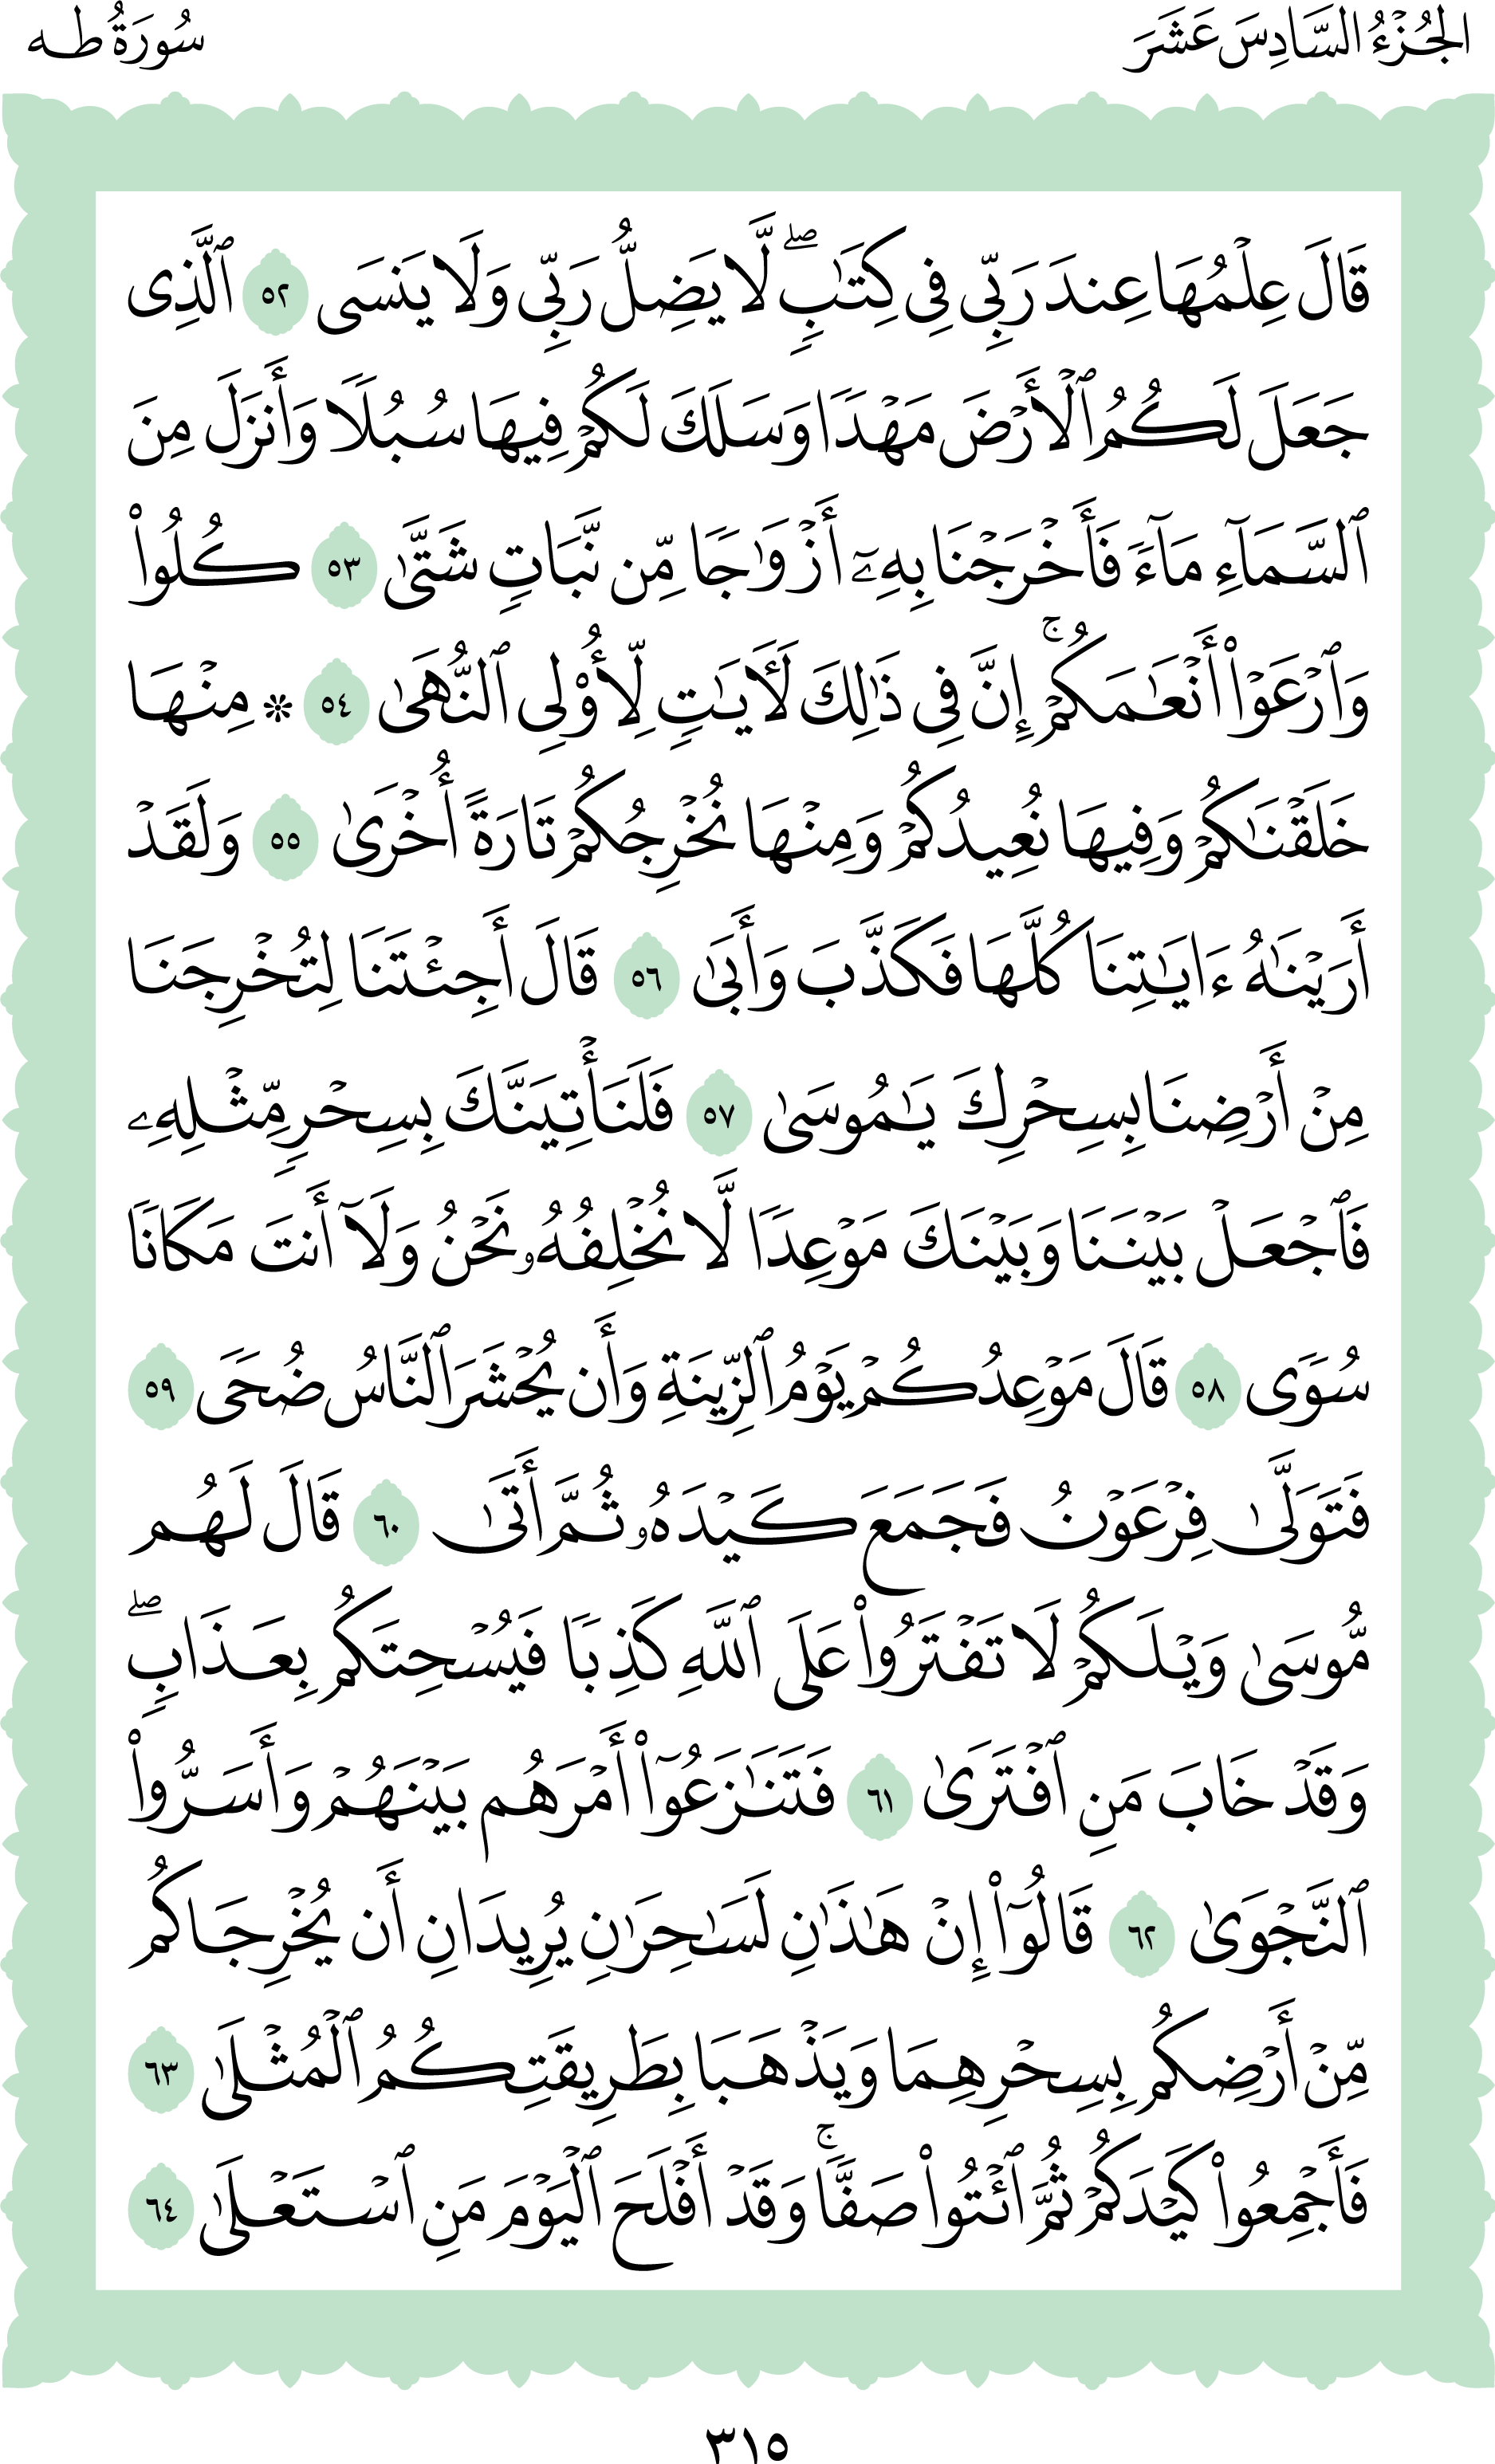 الجُزْءُ السَّادِسَ عَشَرَ
سُورَةُ طه
قَالَ عِلْمُهَا عِندَ رَبِّي فِي كِتَٰبٖۖ لَّا يَضِلُّ رَبِّي وَلَا يَنسَى ٥٢ ٱلَّذِي
جَعَلَ لَكُمُ ٱلۡأَرۡضَ مَهۡدٗا وَسَلَكَ لَكُمۡ فِيهَا سُبُلٗا وَأَنزَلَ مِنَ
ٱلسَّمَآءِ مَآءٗ فَأَخۡرَجۡنَا بِهِۦٓ أَزۡوَٰجٗا مِّن نَّبَاتٖ شَتَّىٰ ٥٣ كُلُواْ
وَٱرۡعَوۡاْ أَنۡعَٰمَكُمۡۚ إِنَّ فِي ذَٰلِكَ لَأٓيَٰتٖ لِّأُوْلِي ٱلنُّهَىٰ ٥٤ ۞ مِنۡهَا
خَلَقۡنَٰكُمۡ وَفِيهَا نُعِيدُكُمۡ وَمِنۡهَا نُخۡرِجُكُمۡ تَارَةً أُخۡرَىٰ ٥٥ وَلَقَدۡ
أَرَيۡنَٰهُ ءَايَٰتِنَا كُلَّهَا فَكَذَّبَ وَأَبَىٰ ٥٦ قَالَ أَجِئۡتَنَا لِتُخۡرِجَنَا
مِنۡ أَرۡضِنَا بِسِحۡرِكَ يَٰمُوسَىٰ ٥٧ فَلَنَأۡتِيَنَّكَ بِسِحۡرٖ مِّثۡلِهِۦ
فَٱجۡعَلۡ بَيۡنَنَا وَبَيۡنَكَ مَوۡعِدٗا لَّا نُخۡلِفُهُۥ نَحۡنُ وَلَآ أَنتَ مَكَانٗا
سُوٗى ٥٨ قَالَ مَوۡعِدُكُمۡ يَوۡمُ ٱلزِّينَةِ وَأَن يُحۡشَرَ ٱلنَّاسُ ضُحٗى ٥٩
فَتَوَلَّىٰ فِرۡعَوۡنُ فَجَمَعَ كَيۡدَهُۥ ثُمَّ أَتَىٰ ٦٠ قَالَ لَهُم
مُّوسَىٰ وَيۡلَكُمۡ لَا تَفۡتَرُواْ عَلَى ٱللَّهِ كَذِبٗا فَيُسۡحِتَكُم بِعَذَابٖۖ
وَقَدۡ خَابَ مَنِ ٱفۡتَرَىٰ ٦١ فَتَنَٰزَعُوٓاْ أَمۡرَهُم بَيۡنَهُمۡ وَأَسَرُّواْ
ٱلنَّجۡوَىٰ ٦٢ قَالُوٓاْ إِنۡ هَٰذَٰنِ لَسَٰحِرَٰنِ يُرِيدَانِ أَن يُخۡرِجَاكُم
مِّنۡ أَرۡضِكُم بِسِحۡرِهِمَا وَيَذۡهَبَا بِطَرِيقَتِكُمُ ٱلۡمُثۡلَىٰ ٦٣
فَأَجۡمِعُواْ كَيۡدَكُمۡ ثُمَّ ٱئۡتُواْ صَفّٗاۚ وَقَدۡ أَفۡلَحَ ٱلۡيَوۡمَ مَنِ ٱسۡتَعۡلَىٰ ٦٤
٣١٥